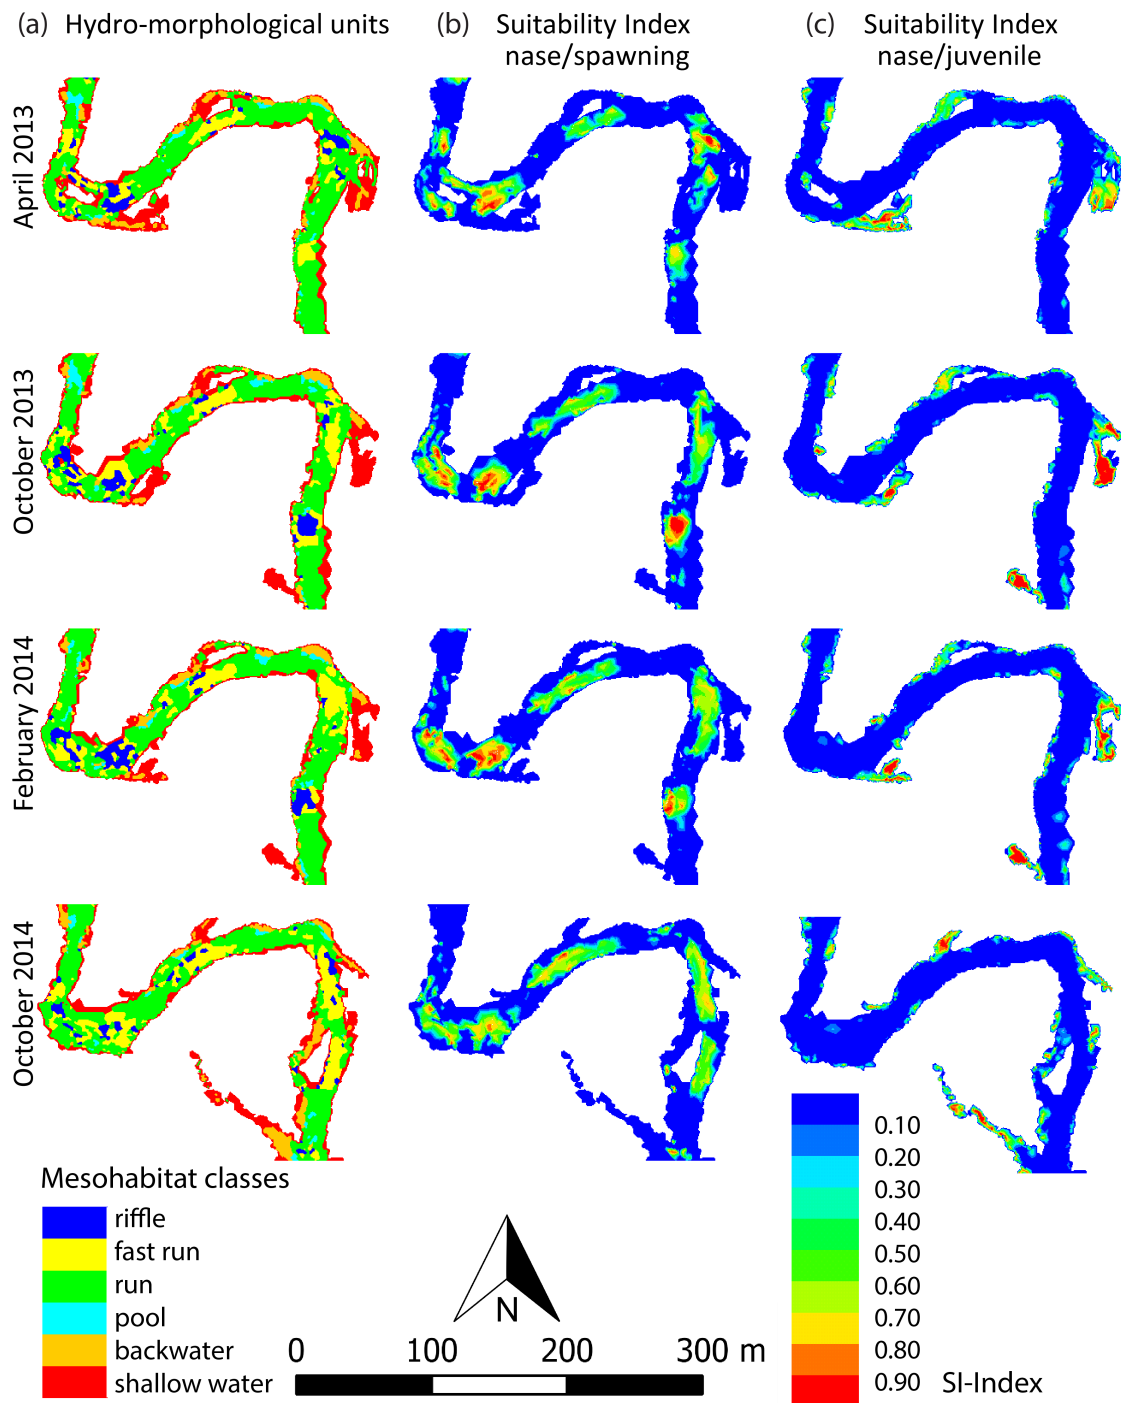 (a) Hydro-morphological units
(b) Suitability Index
nase/spawning
(c) Suitability Index
nase/juvenile
April 2013
October 2013
February 2014
October 2014
Mesohabitat classes
riffle
fast run
run
pool
backwater
shallow water
N
0 100 200 300 m
0.10
0.20
0.30
0.40
0.50
0.60
0.70
0.80
0.90
SI-Index